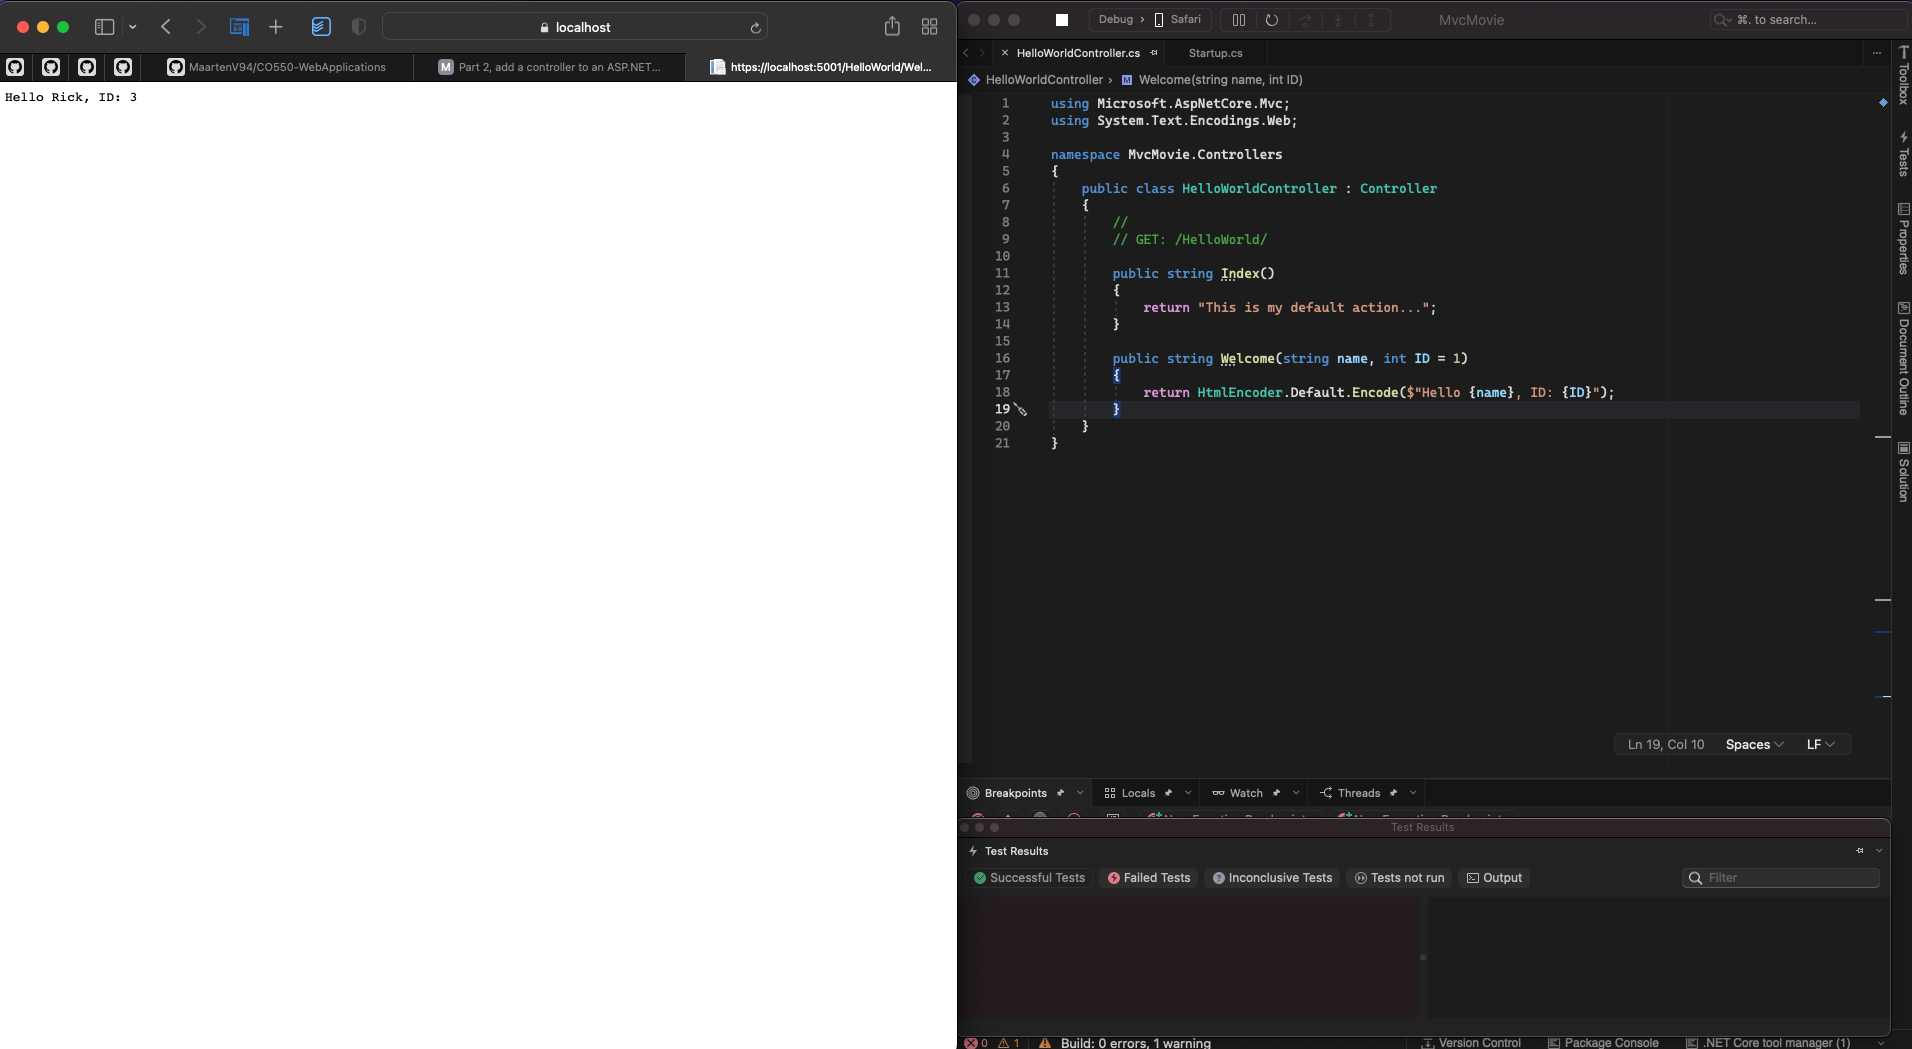 localhost
MaartenV94/CO550-WebApplications
M Part 2, add a controller to an ASP.NET...
https://localhost:5001/HelloWorld/Wel...
Hello Rick, ID: 3
Debug › Safari
MvcMovie
⌘. to search...
HelloWorldController.cs
Startup.cs
HelloWorldController › M Welcome(string name, int ID)
1 using Microsoft.AspNetCore.Mvc;
2 using System.Text.Encodings.Web;
3
4 namespace MvcMovie.Controllers
5 {
6 public class HelloWorldController : Controller
7 {
8 //
9 // GET: /HelloWorld/
10
11 public string Index()
12 {
13 return "This is my default action...";
14 }
15
16 public string Welcome(string name, int ID = 1)
17 {
18 return HtmlEncoder.Default.Encode($"Hello {name}, ID: {ID}");
19 }
20 }
21 }
Toolbox
Tests
Properties
Document Outline
Solution
Ln 19, Col 10 Spaces LF
Breakpoints
Locals
Watch
Threads
Test Results
Test Results
Successful Tests
Failed Tests
Inconclusive Tests
Tests not run
Output
Filter
0 1 Build: 0 errors, 1 warning
Version Control
Package Console
.NET Core tool manager (1)